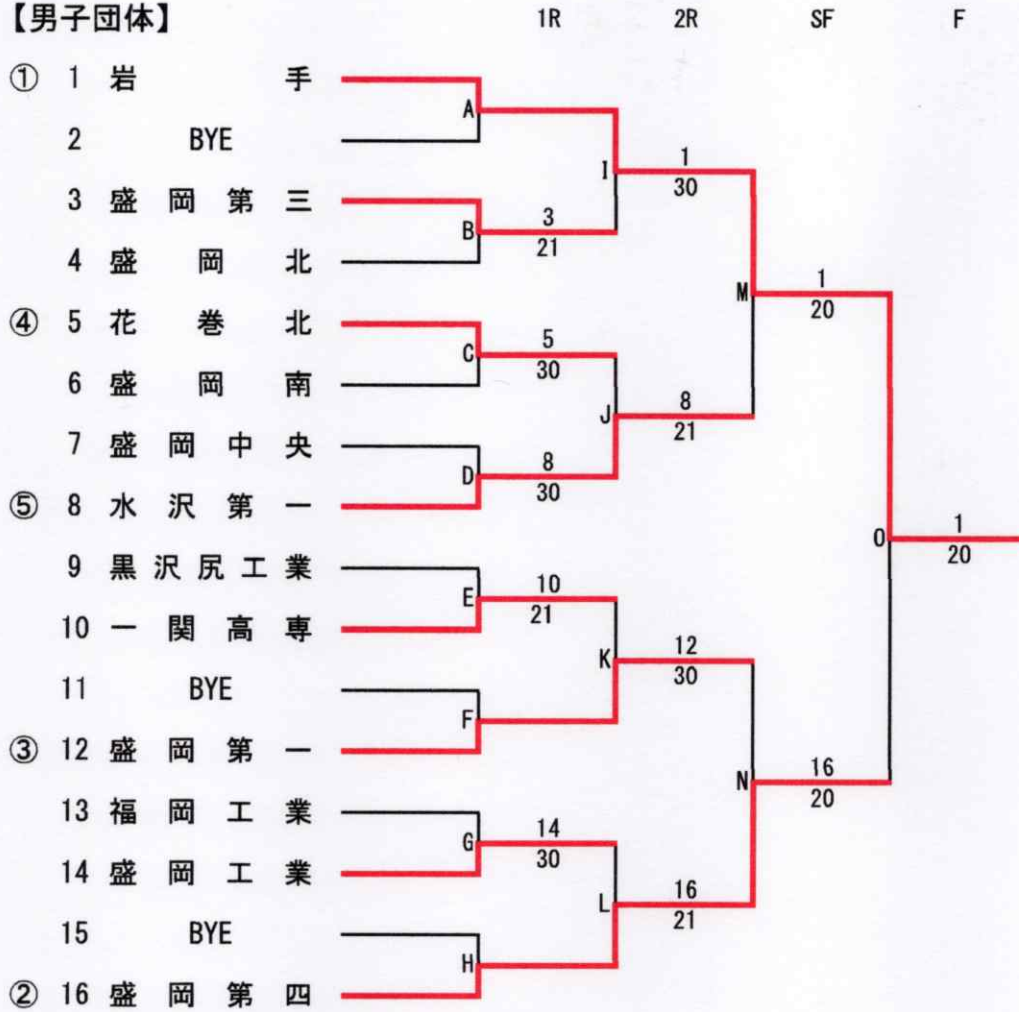 【男子団体】 1R 2R SF F
① 1 岩手
A
2 BYE
I 1
30
3 盛岡第三
B 3
21
4 盛岡北
M 1
20
④ 5 花巻北
C 5
30
6 盛岡南
J 8
21
7 盛岡中央
D 8
30
⑤ 8 水沢第一
O 1
20
9 黒沢尻工業
E 10
21
10 一関高専
K 12
30
11 BYE
F
③ 12 盛岡第一
N 16
20
13 福岡工業
G 14
30
14 盛岡工業
L 16
21
15 BYE
H
② 16 盛岡第四